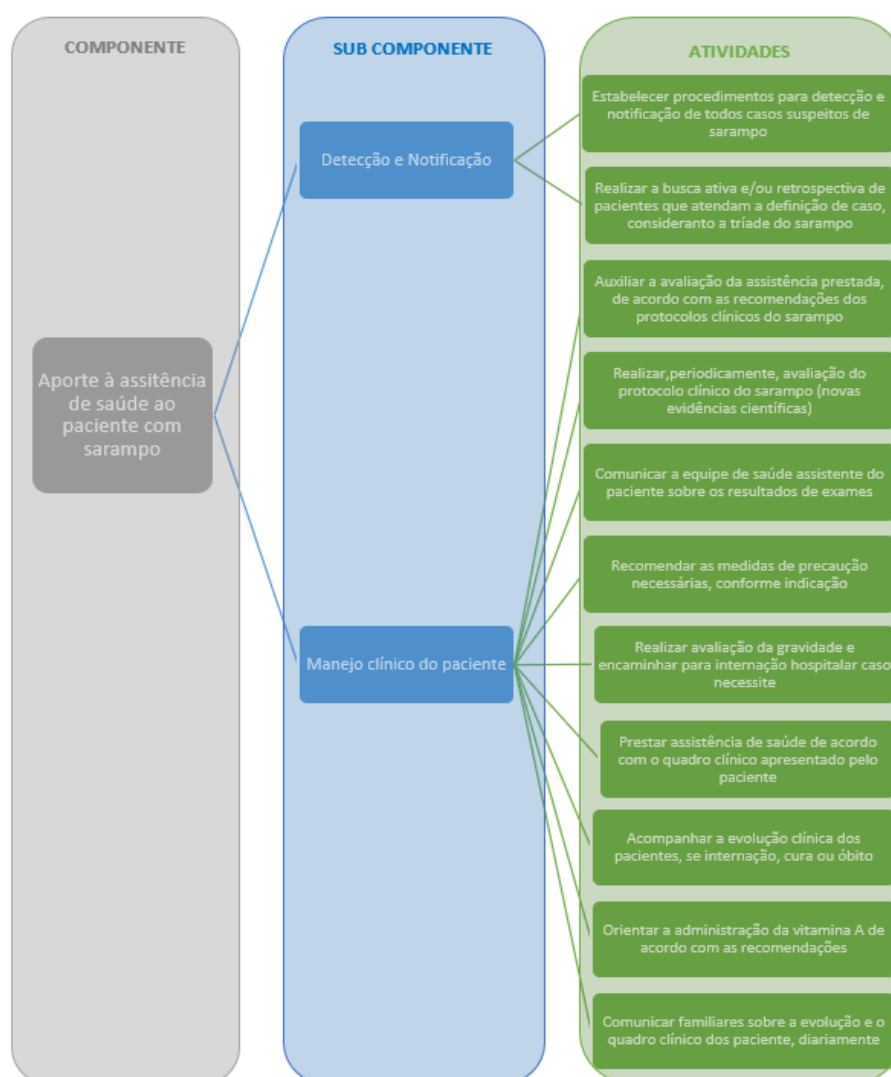 COMPONENTE
SUB COMPONENTE
ATIVIDADES
Aporte à assitência
de saúde ao
paciente com
sarampo
Detecção e Notificação
Manejo clínico do paciente
Estabelecer procedimentos para detecção e
notificação de todos casos suspeitos de
sarampo
Realizar a busca ativa e/ou retrospectiva de
pacientes que atendam a definição de caso,
consideranto a tríade do sarampo
Auxiliar a avaliação da assistência prestada,
de acordo com as recomendações dos
protocolos clínicos do sarampo
Realizar,periodicamente, avaliação do
protocolo clínico do sarampo (novas
evidências científicas)
Comunicar a equipe de saúde assistente do
paciente sobre os resultados de exames
Recomendar as medidas de precaução
necessárias, conforme indicação
Realizar avaliação da gravidade e
encaminhar para internação hospitalar caso
necessite
Prestar assistência de saúde de acordo
com o quadro clínico apresentado pelo
paciente
Acompanhar a evolução clínica dos
pacientes, se internação, cura ou óbito
Orientar a administração da vitamina A de
acordo com as recomendações
Comunicar familiares sobre a evolução e o
quadro clínico dos paciente, diariamente